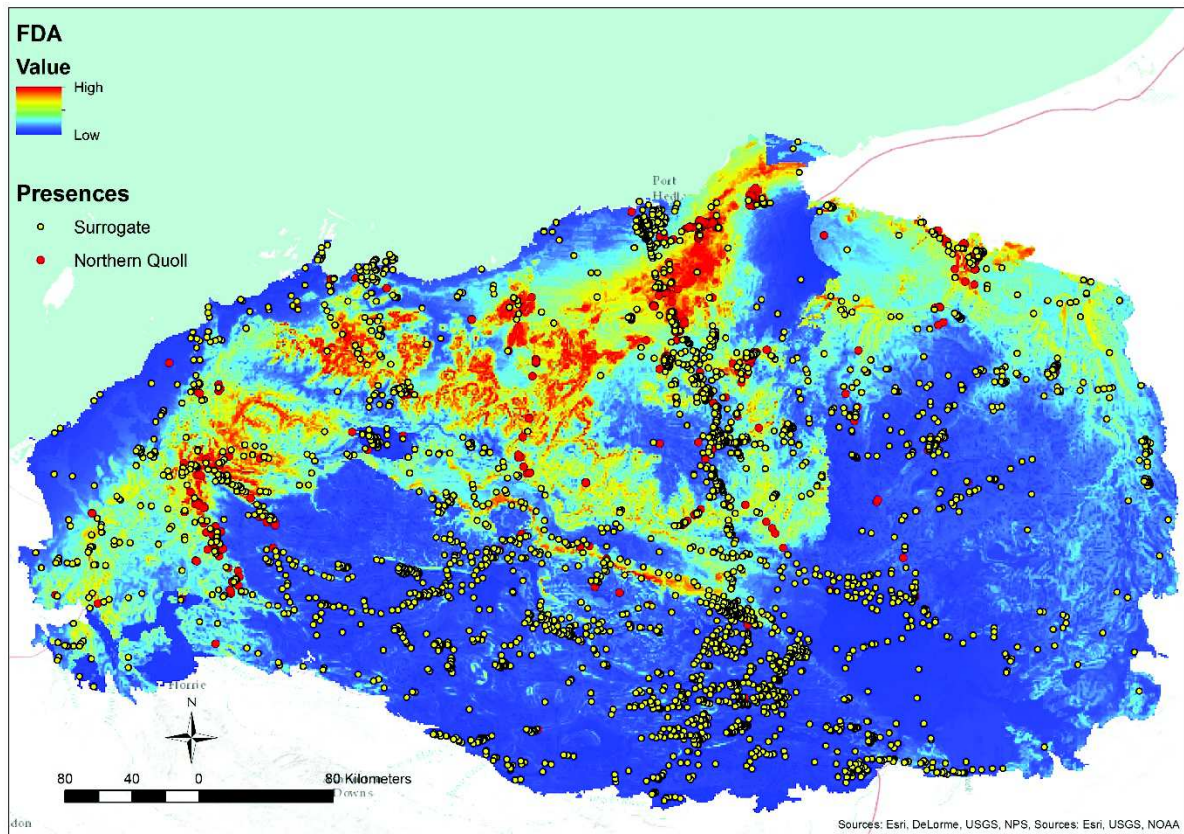 FDA
Value
High
Low
Presences
Surrogate
Northern Quoll
Port
N
80 40 0 80 Kilometers
Downs
Sources: Esri, DeLorme, USGS, NPS, Sources: Esri, USGS, NOAA